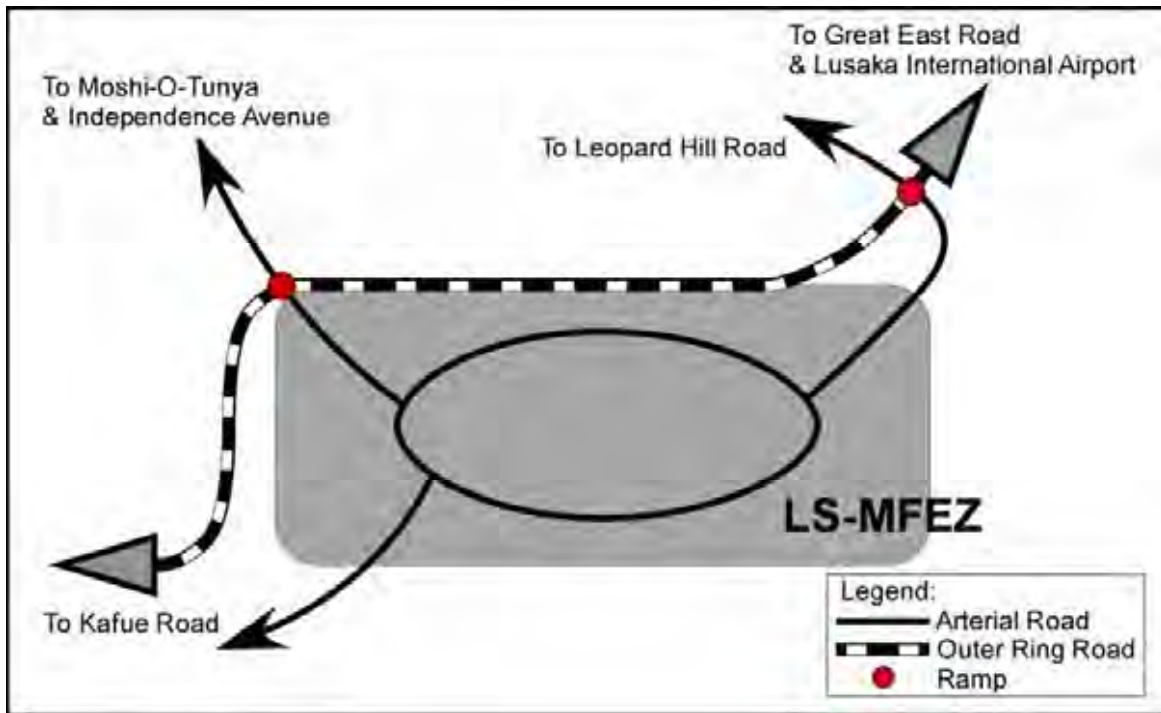 To Great East Road
& Lusaka International Airport
To Moshi-O-Tunya
& Independence Avenue
To Leopard Hill Road
LS-MFEZ
To Kafue Road
Legend:
Arterial Road
Outer Ring Road
Ramp